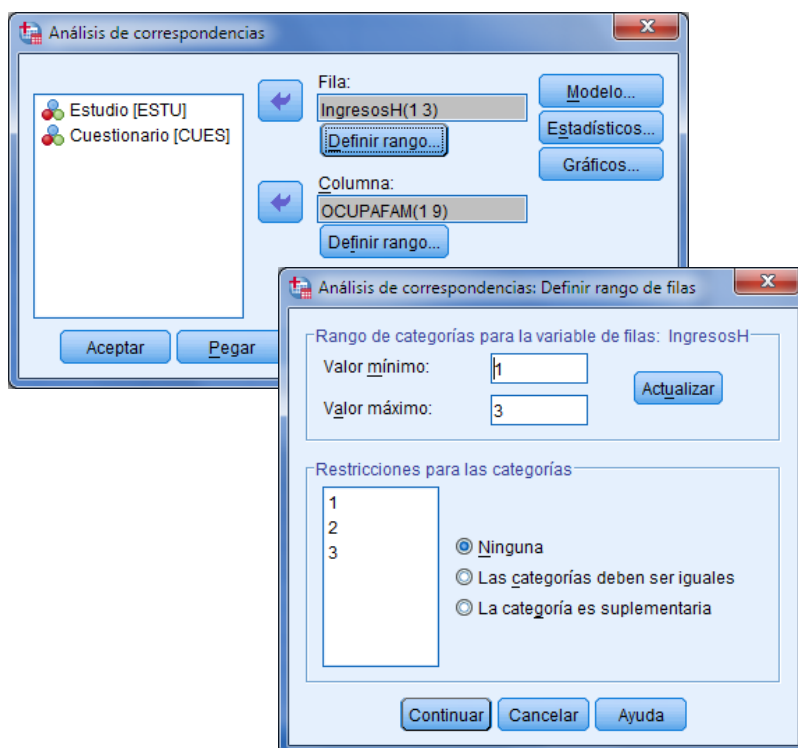 Análisis de correspondencias
Estudio [ESTU]
Cuestionario [CUES]
Fila:
IngresosH(1 3)
Definir rango...
Columna:
OCUPAFAM(1 9)
Definir rango...
Modelo...
Estadísticos...
Gráficos...
Aceptar
Pegar
Análisis de correspondencias: Definir rango de filas
Rango de categorías para la variable de filas: IngresosH
Valor mínimo:
1
Valor máximo:
3
Actualizar
Restricciones para las categorías
1
2
3
Ninguna
Las categorías deben ser iguales
La categoría es suplementaria
Continuar
Cancelar
Ayuda